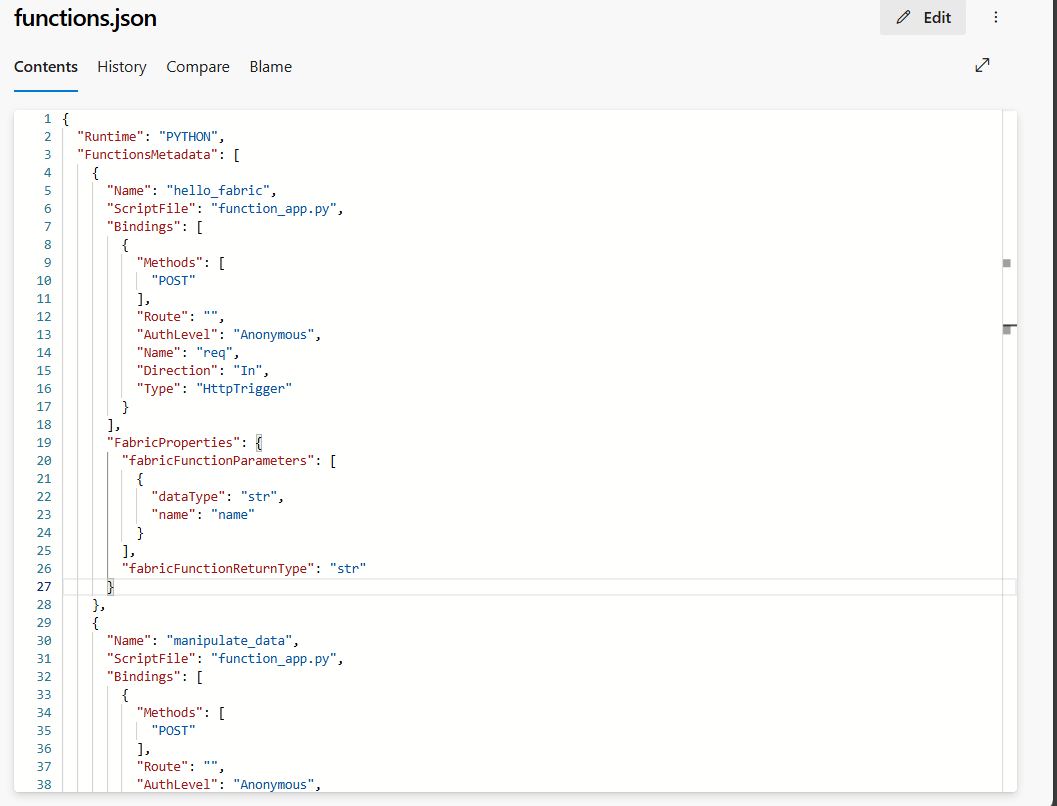 functions.json
Edit
Contents History Compare Blame
1 {
2 "Runtime": "PYTHON",
3 "FunctionsMetadata": [
4 {
5 "Name": "hello_fabric",
6 "ScriptFile": "function_app.py",
7 "Bindings": [
8 {
9 "Methods": [
10 "POST"
11 ],
12 "Route": "",
13 "AuthLevel": "Anonymous",
14 "Name": "req",
15 "Direction": "In",
16 "Type": "HttpTrigger"
17 }
18 ],
19 "FabricProperties": {
20 "fabricFunctionParameters": [
21 {
22 "dataType": "str",
23 "name": "name"
24 }
25 ],
26 "fabricFunctionReturnType": "str"
27 }
28 },
29 {
30 "Name": "manipulate_data",
31 "ScriptFile": "function_app.py",
32 "Bindings": [
33 {
34 "Methods": [
35 "POST"
36 ],
37 "Route": "",
38 "AuthLevel": "Anonymous",